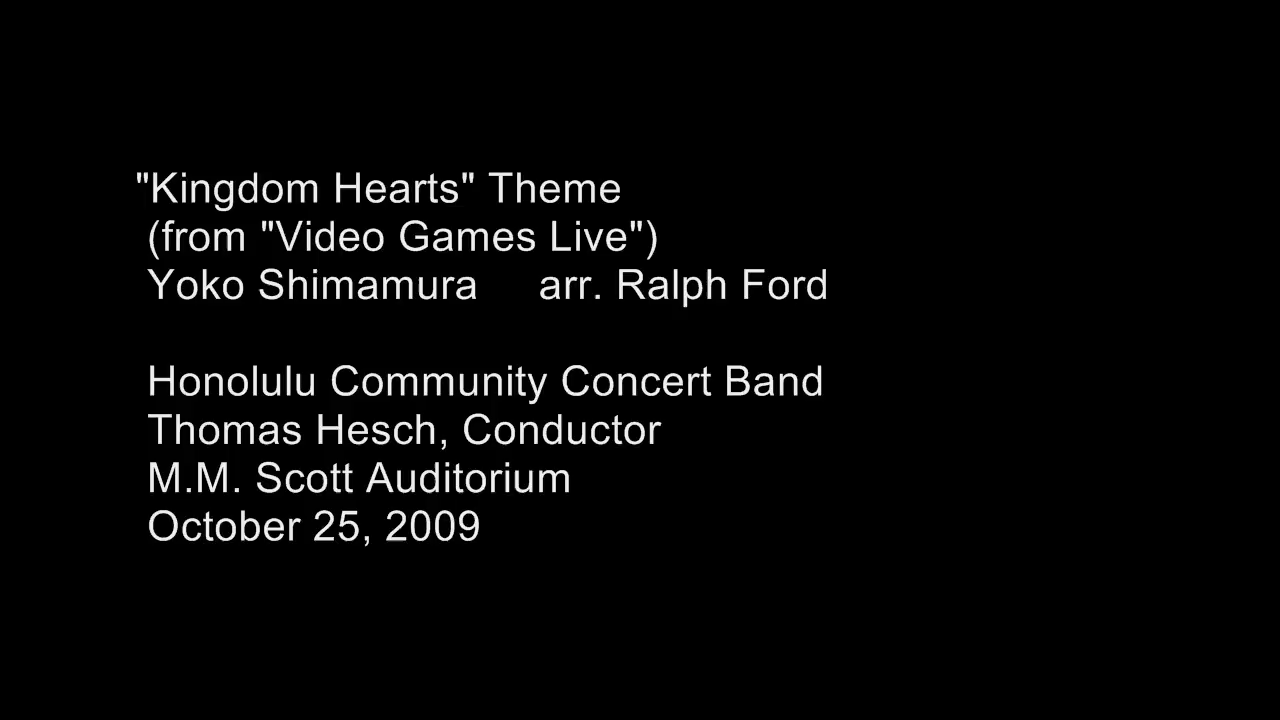 "Kingdom Hearts" Theme
(from "Video Games Live")
Yoko Shimamura     arr. Ralph Ford
Honolulu Community Concert Band
Thomas Hesch, Conductor
M.M. Scott Auditorium
October 25, 2009